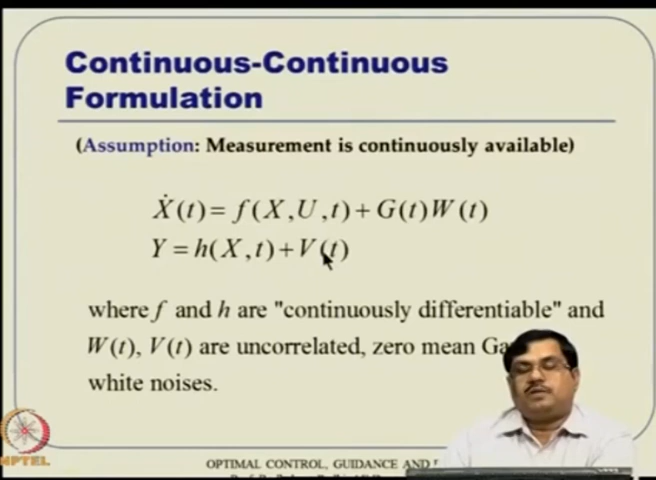 Continuous-Continuous
Formulation
(Assumption: Measurement is continuously available)
Ẋ(t) = f(X,U,t) + G(t)W(t)
Y = h(X,t) + V(t)
where f and h are "continuously differentiable" and
W(t), V(t) are uncorrelated, zero mean Ga
white noises.
NPTEL
OPTIMAL CONTROL, GUIDANCE AND